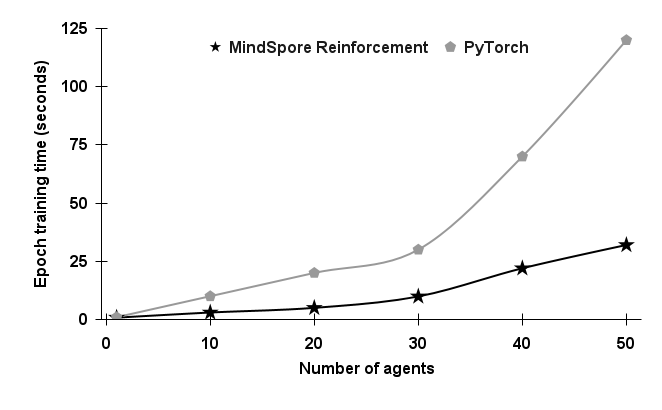 125
MindSpore Reinforcement PyTorch
100
75
50
25
0
Epoch training time (seconds)
0 10 20 30 40 50
Number of agents